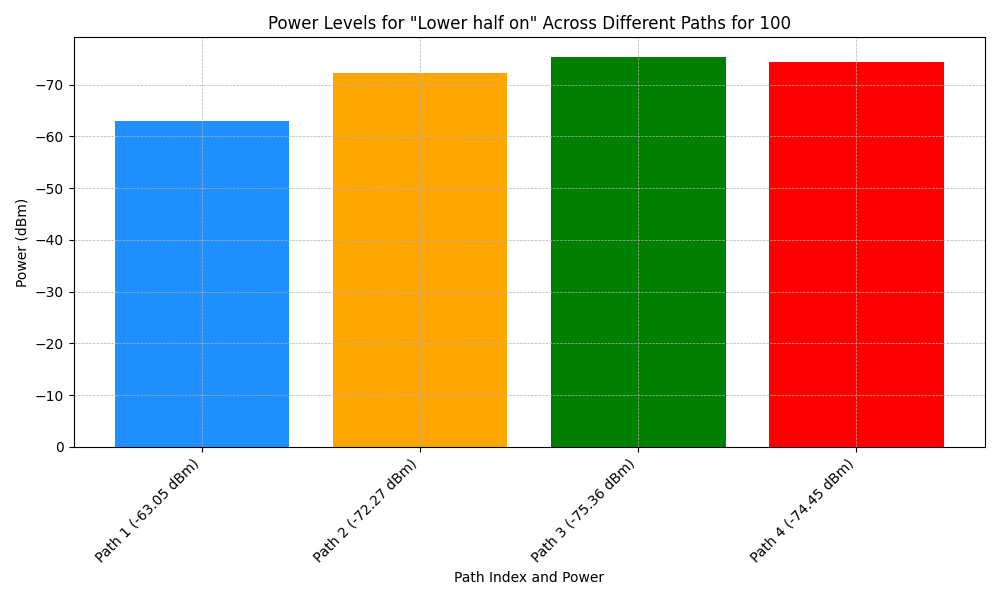 Power Levels for "Lower half on" Across Different Paths for 100
Power (dBm)
−70
−60
−50
−40
−30
−20
−10
0
Path 1 (-63.05 dBm)
Path 2 (-72.27 dBm)
Path 3 (-75.36 dBm)
Path 4 (-74.45 dBm)
Path Index and Power